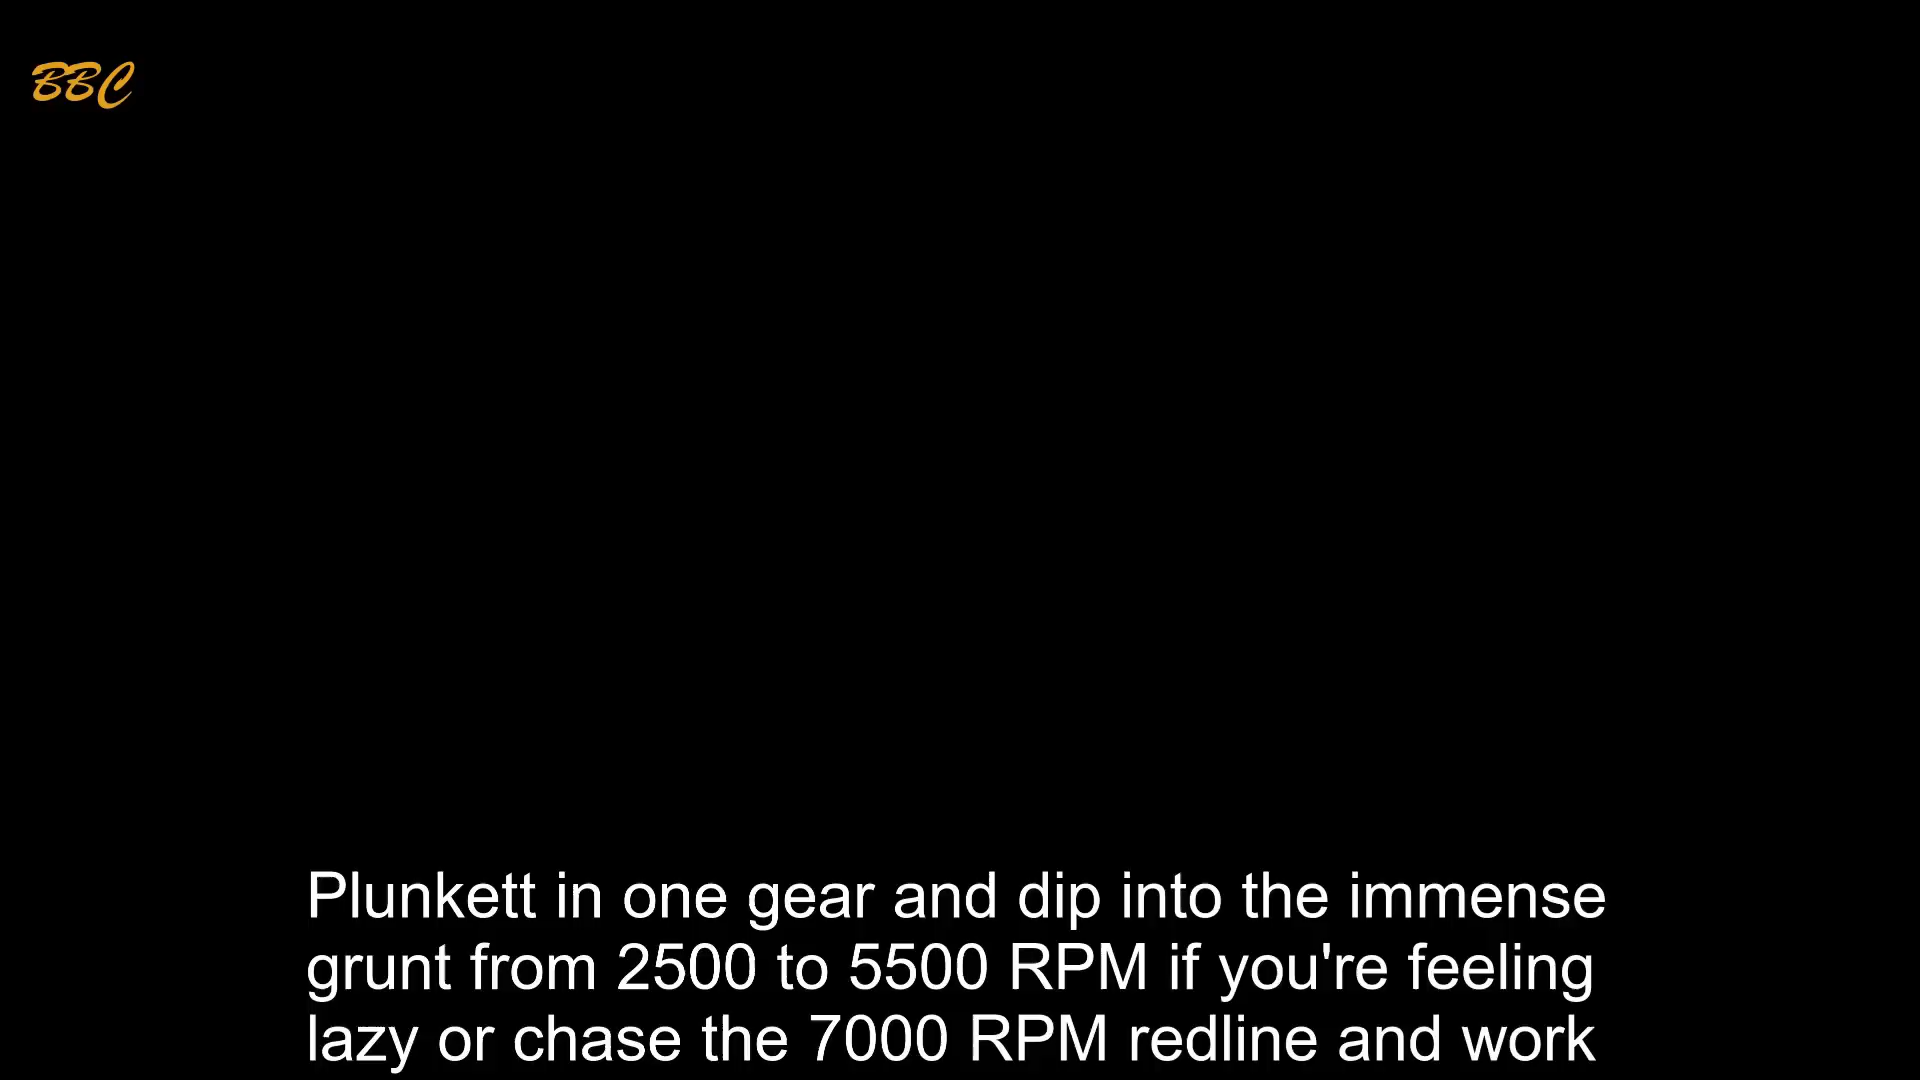 BBC
Plunkett in one gear and dip into the immense
grunt from 2500 to 5500 RPM if you're feeling
lazy or chase the 7000 RPM redline and work